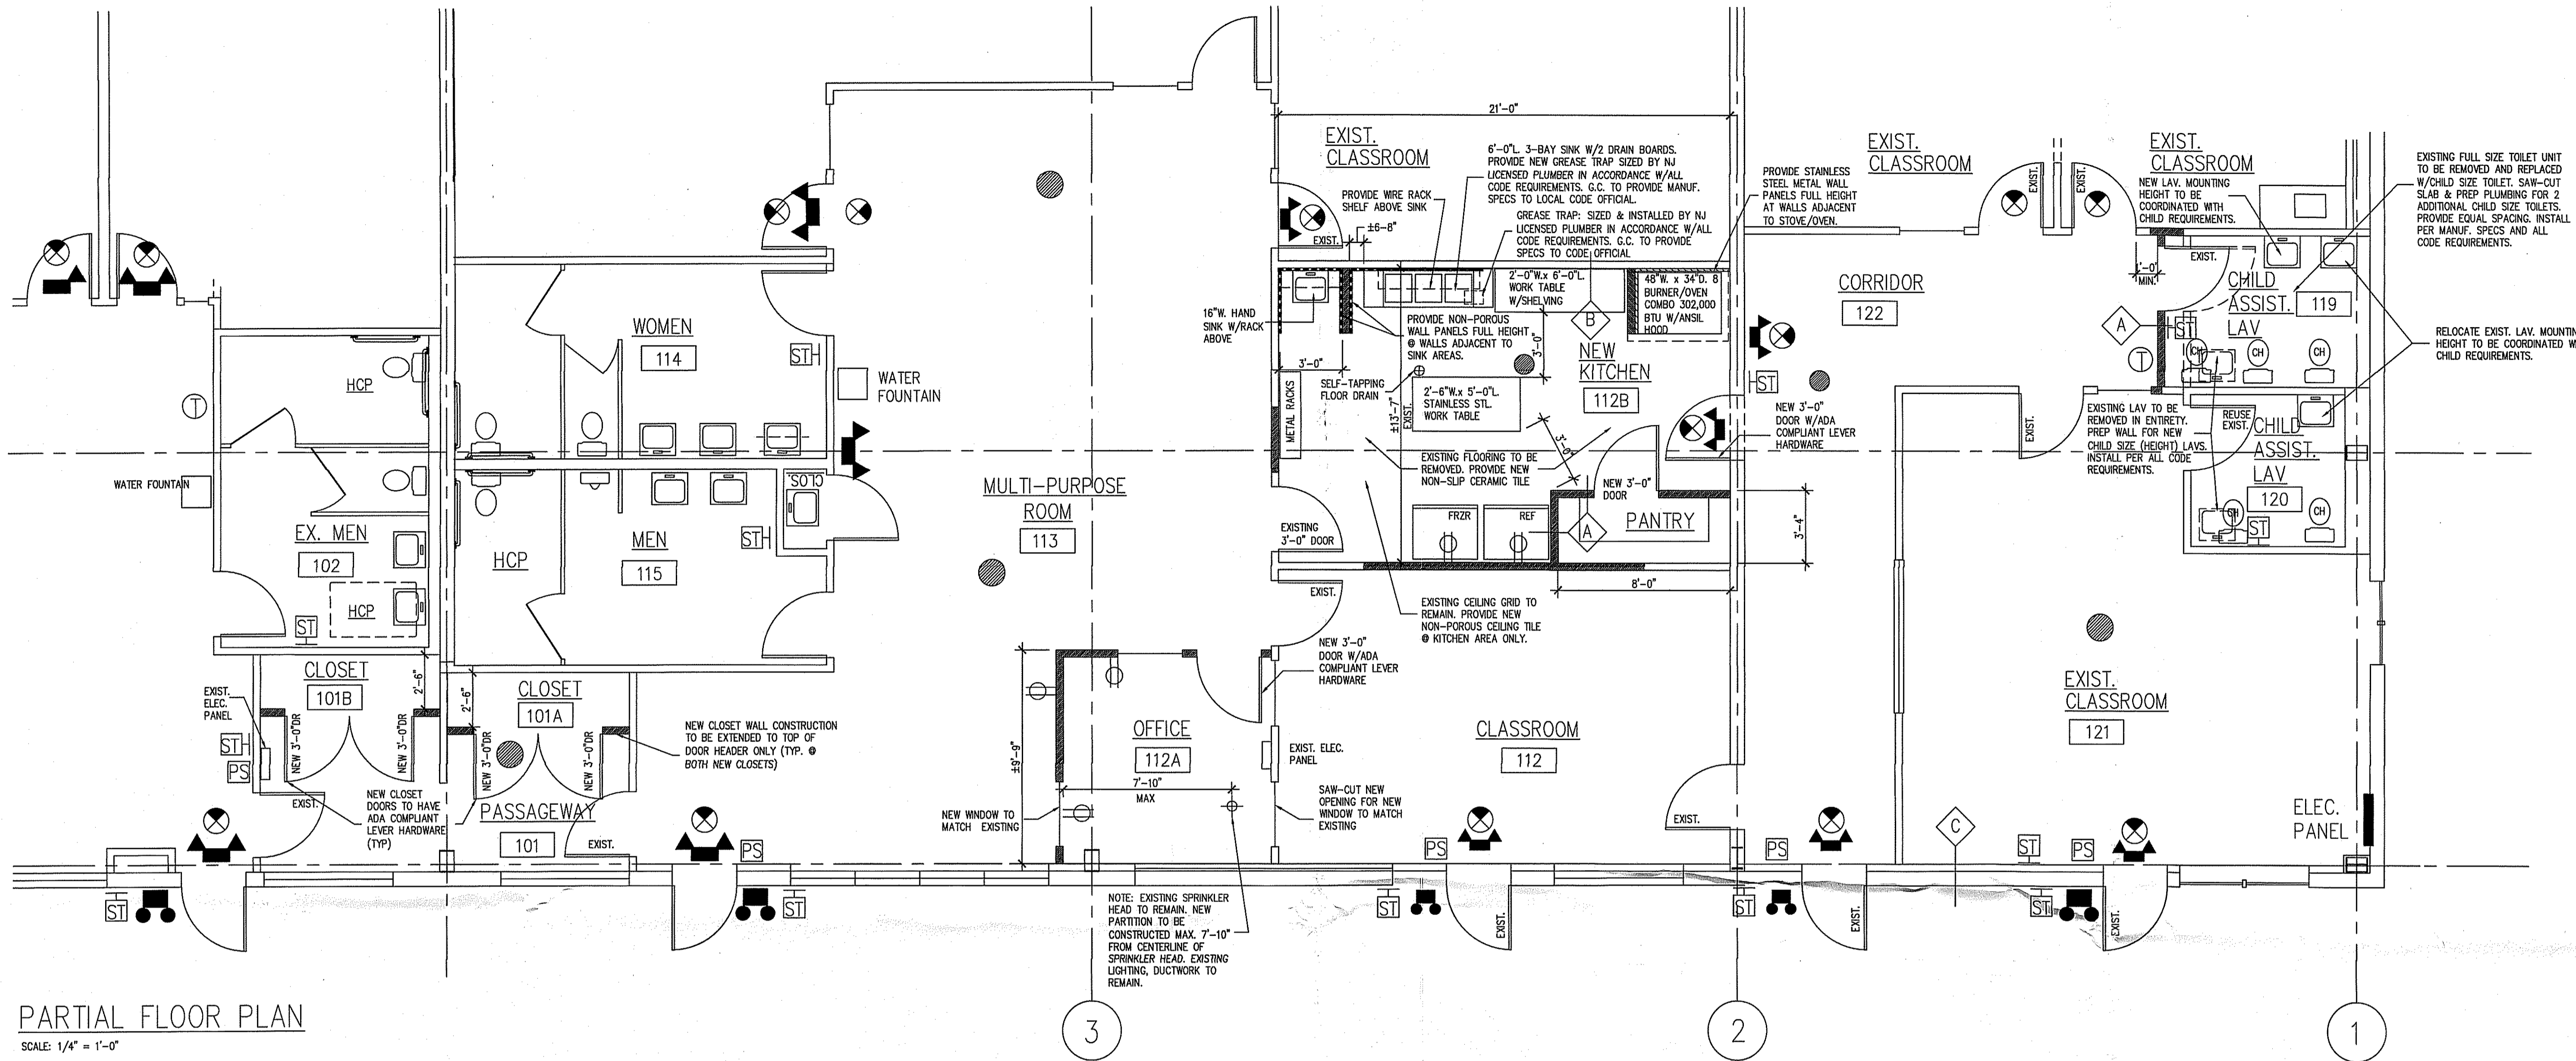 21'-0"
EXIST.
CLASSROOM
6'-0"L. 3-BAY SINK W/2 DRAIN BOARDS.
PROVIDE NEW GREASE TRAP SIZED BY NJ
LICENSED PLUMBER IN ACCORDANCE W/ALL
CODE REQUIREMENTS. G.C. TO PROVIDE MANUF.
SPECS TO LOCAL CODE OFFICIAL.
PROVIDE WIRE RACK
SHELF ABOVE SINK
GREASE TRAP: SIZED & INSTALLED BY NJ
LICENSED PLUMBER IN ACCORDANCE W/ALL
CODE REQUIREMENTS. G.C. TO PROVIDE
SPECS TO CODE OFFICIAL
PROVIDE STAINLESS
STEEL METAL WALL
PANELS FULL HEIGHT
AT WALLS ADJACENT
TO STOVE/OVEN.
EXIST.
CLASSROOM
EXIST.
EXIST.
EXIST.
CLASSROOM
NEW LAV. MOUNTING
HEIGHT TO BE
COORDINATED WITH
CHILD REQUIREMENTS.
EXISTING FULL SIZE TOILET UNIT
TO BE REMOVED AND REPLACED
W/CHILD SIZE TOILET. SAW-CUT
SLAB & PREP PLUMBING FOR 2
ADDITIONAL CHILD SIZE TOILETS.
PROVIDE EQUAL SPACING. INSTALL
PER MANUF. SPECS AND ALL
CODE REQUIREMENTS.
EXIST.
±6-8"
16"W. HAND
SINK W/RACK
ABOVE
2'-0"W.x 6'-0"L.
WORK TABLE
W/SHELVING
48"W. x 34"D. 8
BURNER/OVEN
COMBO 302,000
BTU W/ANSIL
HOOD
B
PROVIDE NON-POROUS
WALL PANELS FULL HEIGHT
@ WALLS ADJACENT TO
SINK AREAS.
3'-0"
3'-0"
NEW
KITCHEN
112B
SELF-TAPPING
FLOOR DRAIN
METAL RACKS
±13'-7"
EXIST.
2'-6"W.x 5'-0"L.
STAINLESS STL.
WORK TABLE
3'-0"
EXISTING FLOORING TO BE
REMOVED. PROVIDE NEW
NON-SLIP CERAMIC TILE
NEW 3'-0"
DOOR
FRZR
REF
A
PANTRY
3'-4"
8'-0"
EXISTING
3'-0" DOOR
EXIST.
EXISTING CEILING GRID TO
REMAIN. PROVIDE NEW
NON-POROUS CEILING TILE
@ KITCHEN AREA ONLY.
NEW 3'-0"
DOOR W/ADA
COMPLIANT LEVER
HARDWARE
CORRIDOR
122
ST
NEW 3'-0"
DOOR W/ADA
COMPLIANT LEVER
HARDWARE
1'-0"
MIN.
EXIST.
A
ST
T
CHILD
ASSIST.
LAV
119
CH
CH
CH
RELOCATE EXIST. LAV. MOUNTIN
HEIGHT TO BE COORDINATED W
CHILD REQUIREMENTS.
EXIST.
EXISTING LAV TO BE
REMOVED IN ENTIRETY.
PREP WALL FOR NEW
CHILD SIZE (HEIGHT) LAVS.
INSTALL PER ALL CODE
REQUIREMENTS.
REUSE
EXIST.
CHILD
ASSIST.
LAV
120
CH
CH
ST
EXIST.
CLASSROOM
121
ELEC.
PANEL
C
WOMEN
114
ST
WATER
FOUNTAIN
HCP
T
WATER FOUNTAIN
EX. MEN
102
HCP
ST
HCP
MEN
115
ST
CLOS.
MULTI-PURPOSE
ROOM
113
CLOSET
101B
2'-6"
EXIST.
ELEC.
PANEL
ST
PS
NEW 3'-0"DR
NEW 3'-0"DR
EXIST.
NEW CLOSET
DOORS TO HAVE
ADA COMPLIANT
LEVER HARDWARE
(TYP)
CLOSET
101A
2'-6"
NEW 3'-0"DR
NEW 3'-0"DR
NEW CLOSET WALL CONSTRUCTION
TO BE EXTENDED TO TOP OF
DOOR HEADER ONLY (TYP. @
BOTH NEW CLOSETS)
PASSAGEWAY
101
EXIST.
PS
±9'-9"
OFFICE
112A
7'-10"
MAX
NEW WINDOW TO
MATCH EXISTING
EXIST. ELEC.
PANEL
SAW-CUT NEW
OPENING FOR NEW
WINDOW TO MATCH
EXISTING
CLASSROOM
112
EXIST.
PS
PS
ST
PS
ST
ST
ST
EXIST.
ST
EXIST.
ST
EXIST.
NOTE: EXISTING SPRINKLER
HEAD TO REMAIN. NEW
PARTITION TO BE
CONSTRUCTED MAX. 7'-10"
FROM CENTERLINE OF
SPRINKLER HEAD. EXISTING
LIGHTING, DUCTWORK TO
REMAIN.
PARTIAL FLOOR PLAN
SCALE: 1/4" = 1'-0"
3
2
1